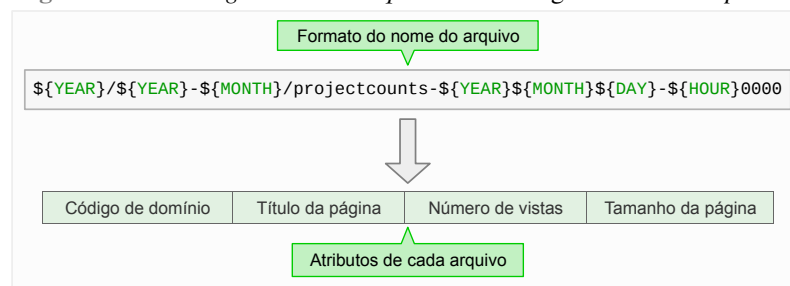 Formato do nome do arquivo
${YEAR}/${YEAR}-${MONTH}/projectcounts-${YEAR}${MONTH}${DAY}-${HOUR}0000
Código de domínio Título da página Número de vistas Tamanho da página
Atributos de cada arquivo